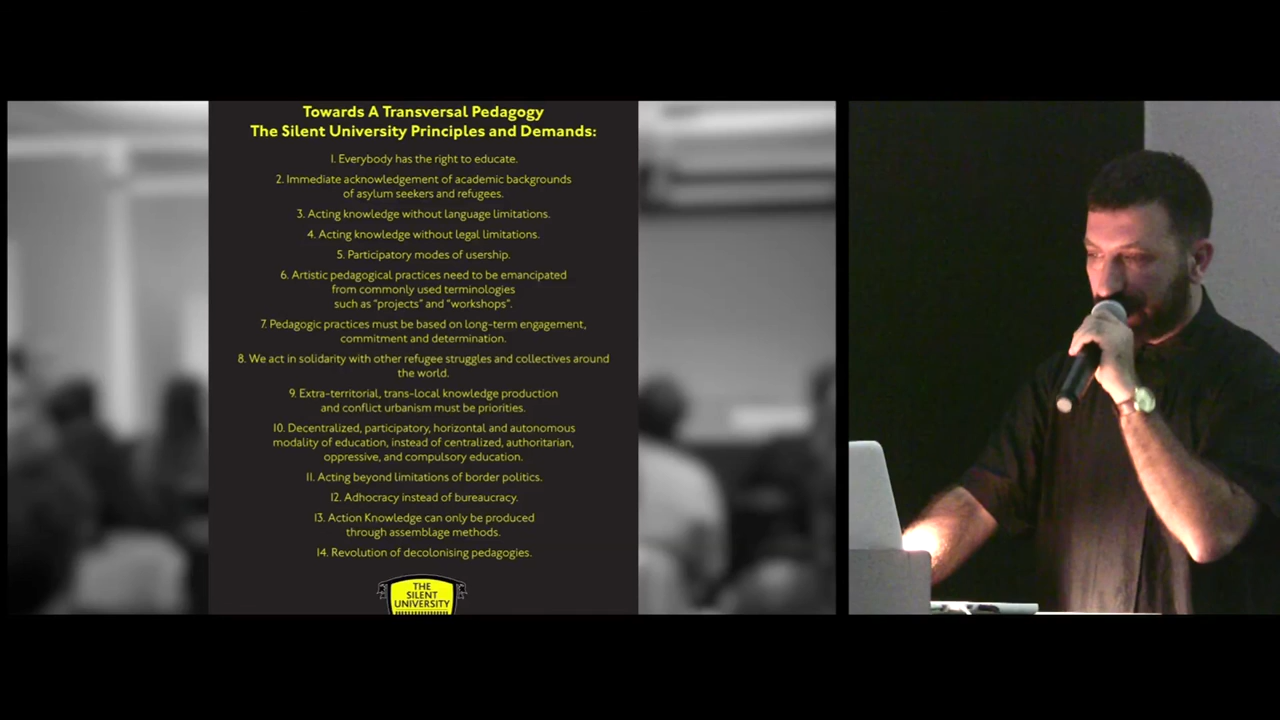 Towards A Transversal Pedagogy
The Silent University Principles and Demands:
1. Everybody has the right to educate.
2. Immediate acknowledgement of academic backgrounds
of asylum seekers and refugees.
3. Acting knowledge without language limitations.
4. Acting knowledge without legal limitations.
5. Participatory modes of usership.
6. Artistic pedagogical practices need to be emancipated
from commonly used terminologies
such as "projects" and "workshops".
7. Pedagogic practices must be based on long-term engagement,
commitment and determination.
8. We act in solidarity with other refugee struggles and collectives around
the world.
9. Extra-territorial, trans-local knowledge production
and conflict urbanism must be priorities.
10. Decentralized, participatory, horizontal and autonomous
modality of education, instead of centralized, authoritarian,
oppressive, and compulsory education.
11. Acting beyond limitations of border politics.
12. Adhocracy instead of bureaucracy.
13. Action Knowledge can only be produced
through assemblage methods.
14. Revolution of decolonising pedagogies.
THE
SILENT
UNIVERSITY